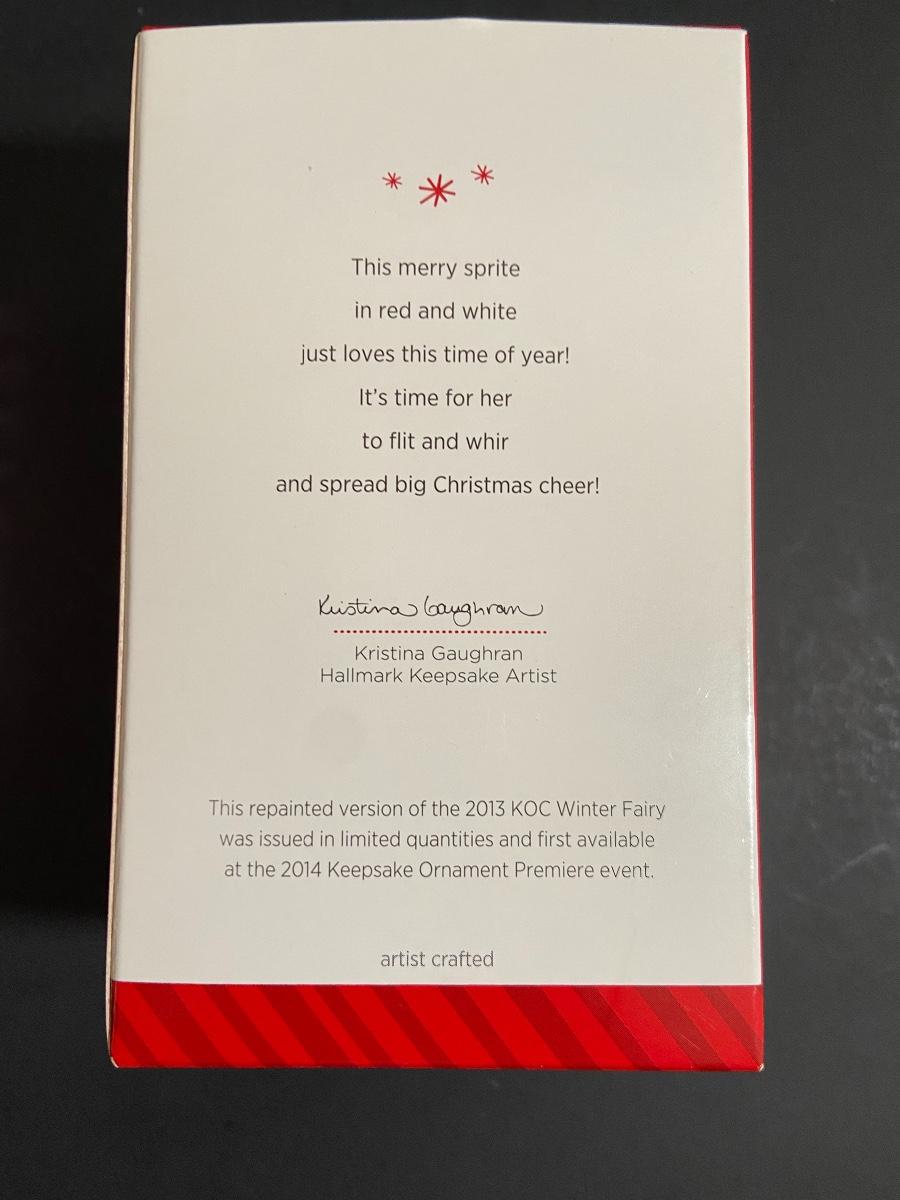 This merry sprite
in red and white
just loves this time of year!
It's time for her
to flit and whir
and spread big Christmas cheer!
Kristina Gaughran
Kristina Gaughran
Hallmark Keepsake Artist
This repainted version of the 2013 KOC Winter Fairy
was issued in limited quantities and first available
at the 2014 Keepsake Ornament Premiere event.
artist crafted